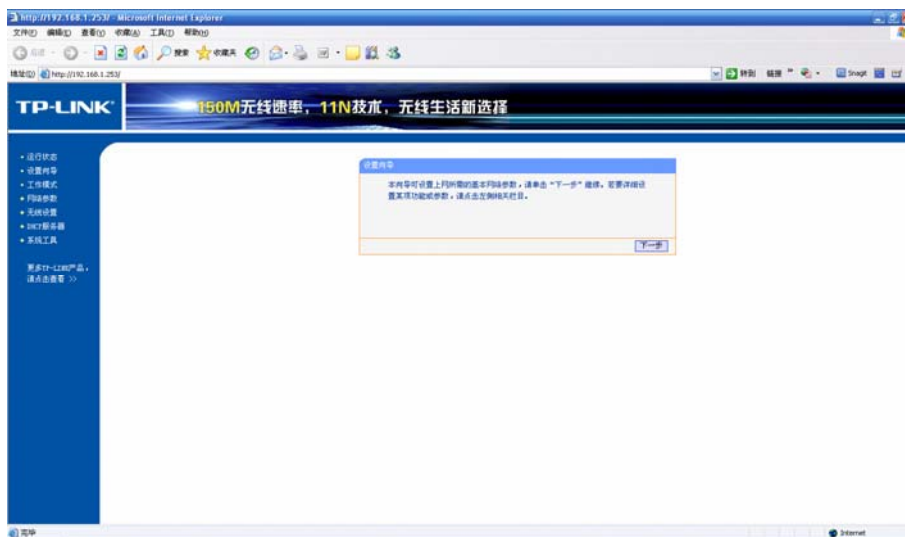 http://192.168.1.253/ - Microsoft Internet Explorer
文件(F) 编辑(E) 查看(V) 收藏(A) 工具(T) 帮助(H)
后退 搜索 收藏夹
地址(D) http://192.168.1.253/ 转到 链接 » SnagIt
TP-LINK® 150M无线速率，11N技术，无线生活新选择
• 运行状态
• 设置向导
• 工作模式
• 网络参数
• 无线设置
• DHCP服务器
• 系统工具
更多TP-LINK产品，
请点击查看 >>
设置向导
本向导可设置上网所需的基本网络参数，请单击“下一步”继续。若要详细设
置某项功能或参数，请点击左侧相关栏目。
下一步
完毕 Internet